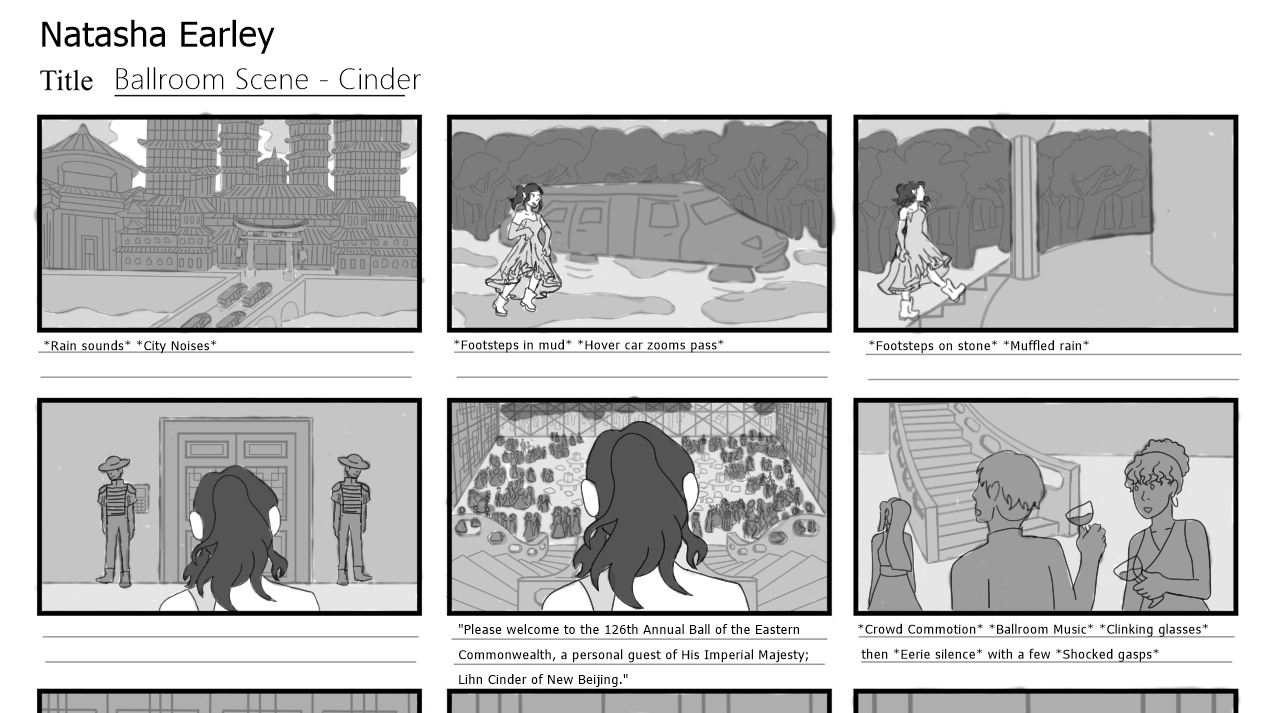 Natasha Earley
Title Ballroom Scene - Cinder
*Rain sounds* *City Noises*
*Footsteps in mud* *Hover car zooms pass*
*Footsteps on stone* *Muffled rain*
"Please welcome to the 126th Annual Ball of the Eastern
Commonwealth, a personal guest of His Imperial Majesty;
Lihn Cinder of New Beijing."
*Crowd Commotion* *Ballroom Music* *Clinking glasses*
then *Eerie silence* with a few *Shocked gasps*